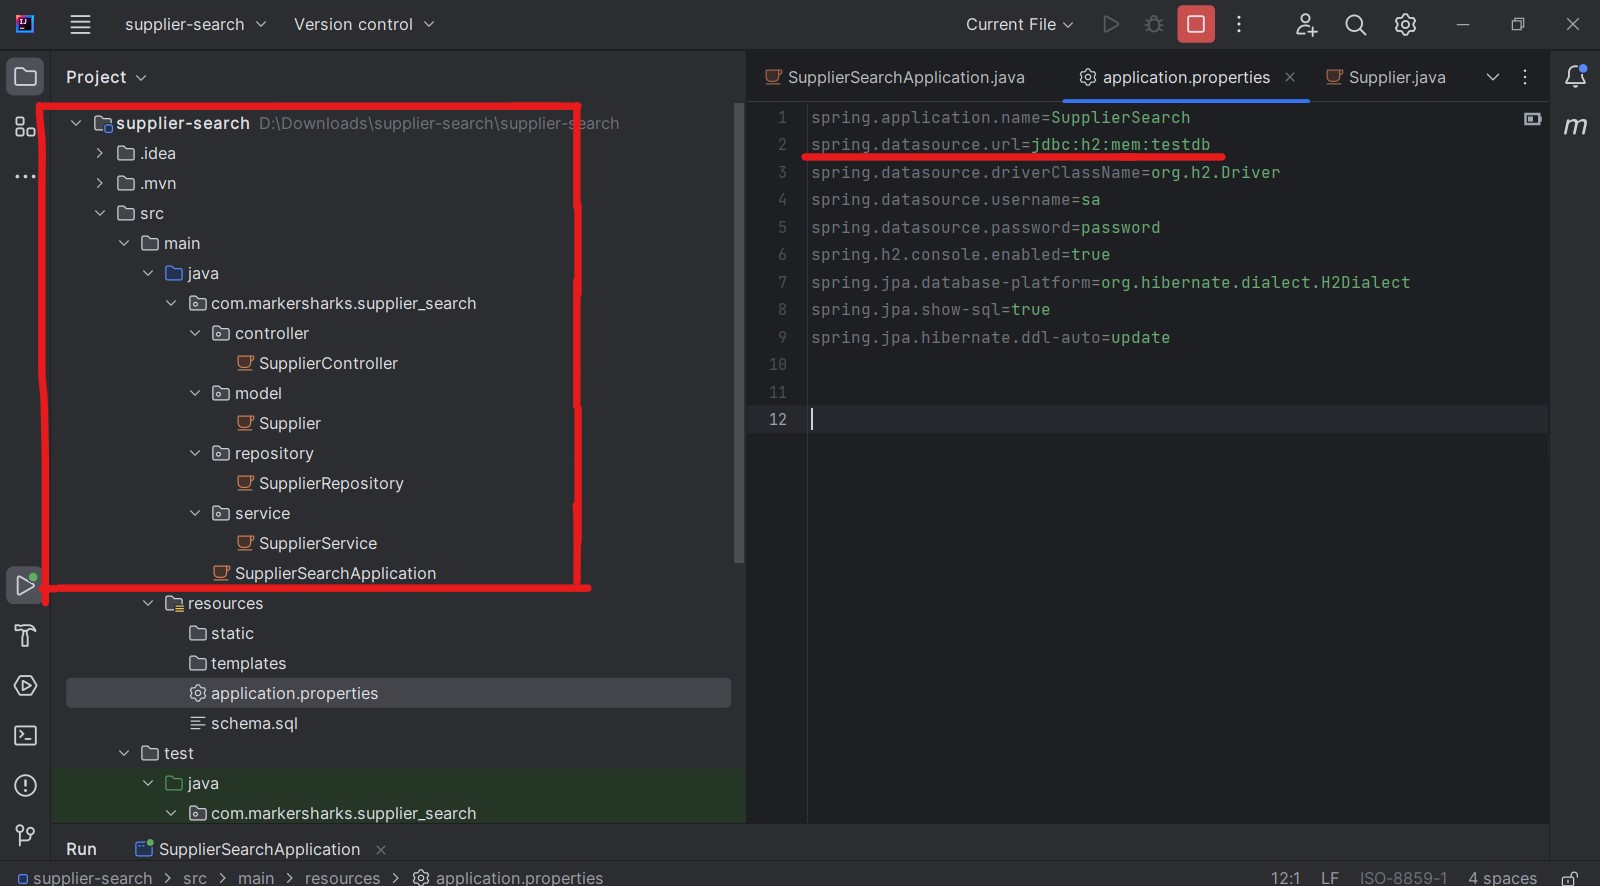 supplier-search
Version control
Current File
Project
SupplierSearchApplication.java
application.properties
Supplier.java
supplier-search D:\Downloads\supplier-search\supplier-search
.idea
.mvn
src
main
java
com.markersharks.supplier_search
controller
SupplierController
model
Supplier
repository
SupplierRepository
service
SupplierService
SupplierSearchApplication
resources
static
templates
application.properties
schema.sql
test
java
com.markersharks.supplier_search
1 spring.application.name=SupplierSearch
2 spring.datasource.url=jdbc:h2:mem:testdb
3 spring.datasource.driverClassName=org.h2.Driver
4 spring.datasource.username=sa
5 spring.datasource.password=password
6 spring.h2.console.enabled=true
7 spring.jpa.database-platform=org.hibernate.dialect.H2Dialect
8 spring.jpa.show-sql=true
9 spring.jpa.hibernate.ddl-auto=update
10
11
12
m
Run
SupplierSearchApplication
supplier-search > src > main > resources > application.properties
12:1 LF ISO-8859-1 4 spaces